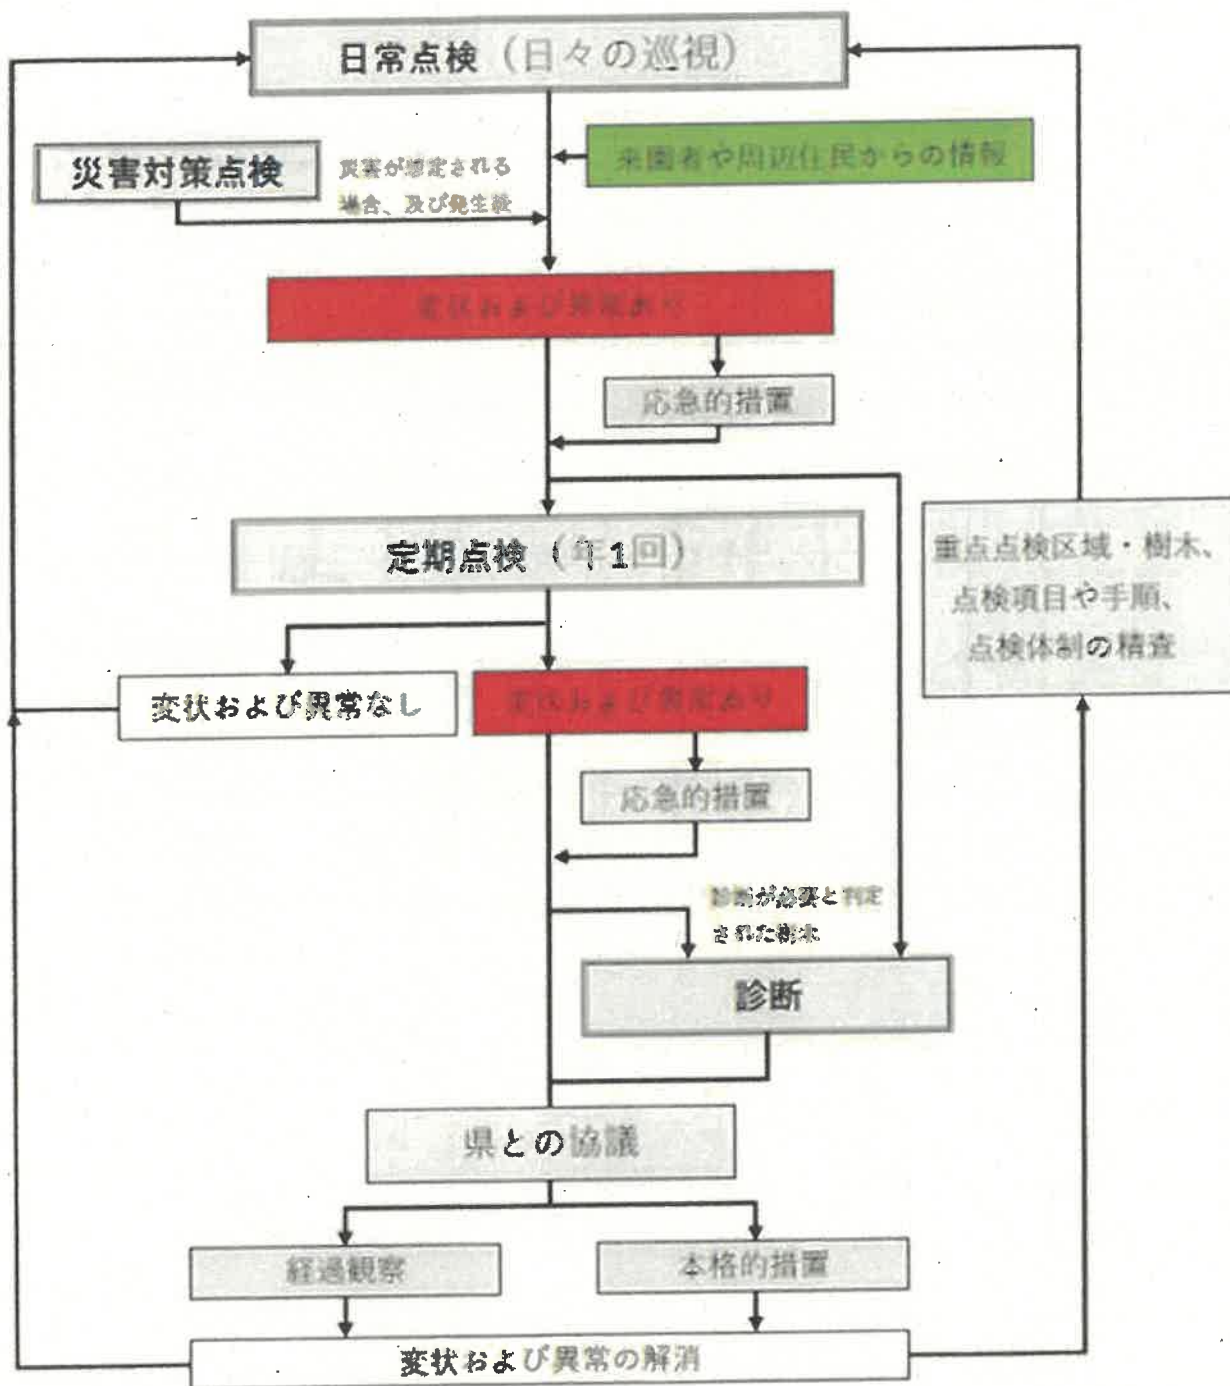 日常点検（日々の巡視）
来園者や周辺住民からの情報
災害対策点検
災害が想定される
場合、及び発生後
変状および異常あり
応急的措置
定期点検（年1回）
重点点検区域・樹木、
点検項目や手順、
点検体制の精査
変状および異常なし
変状および異常あり
応急的措置
診断が必要と判定
された樹木
診断
県との協議
経過観察
本格的措置
変状および異常の解消